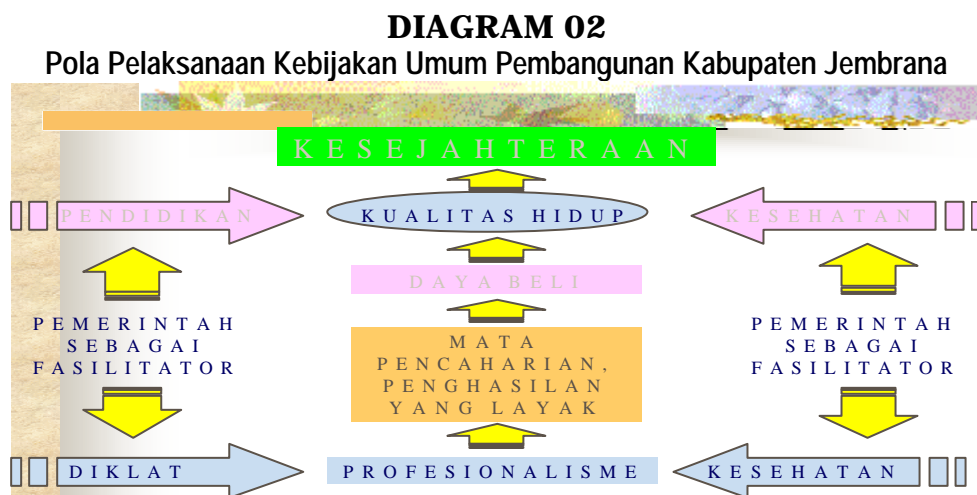 DIAGRAM 02
Pola Pelaksanaan Kebijakan Umum Pembangunan Kabupaten Jembrana
KESEJAHTERAAN
PENDIDIKAN
KUALITAS HIDUP
KESEHATAN
DAYA BELI
PEMERINTAH
SEBAGAI
FASILITATOR
MATA
PENCAHARIAN,
PENGHASILAN
YANG LAYAK
PEMERINTAH
SEBAGAI
FASILITATOR
DIKLAT
PROFESIONALISME
KESEHATAN